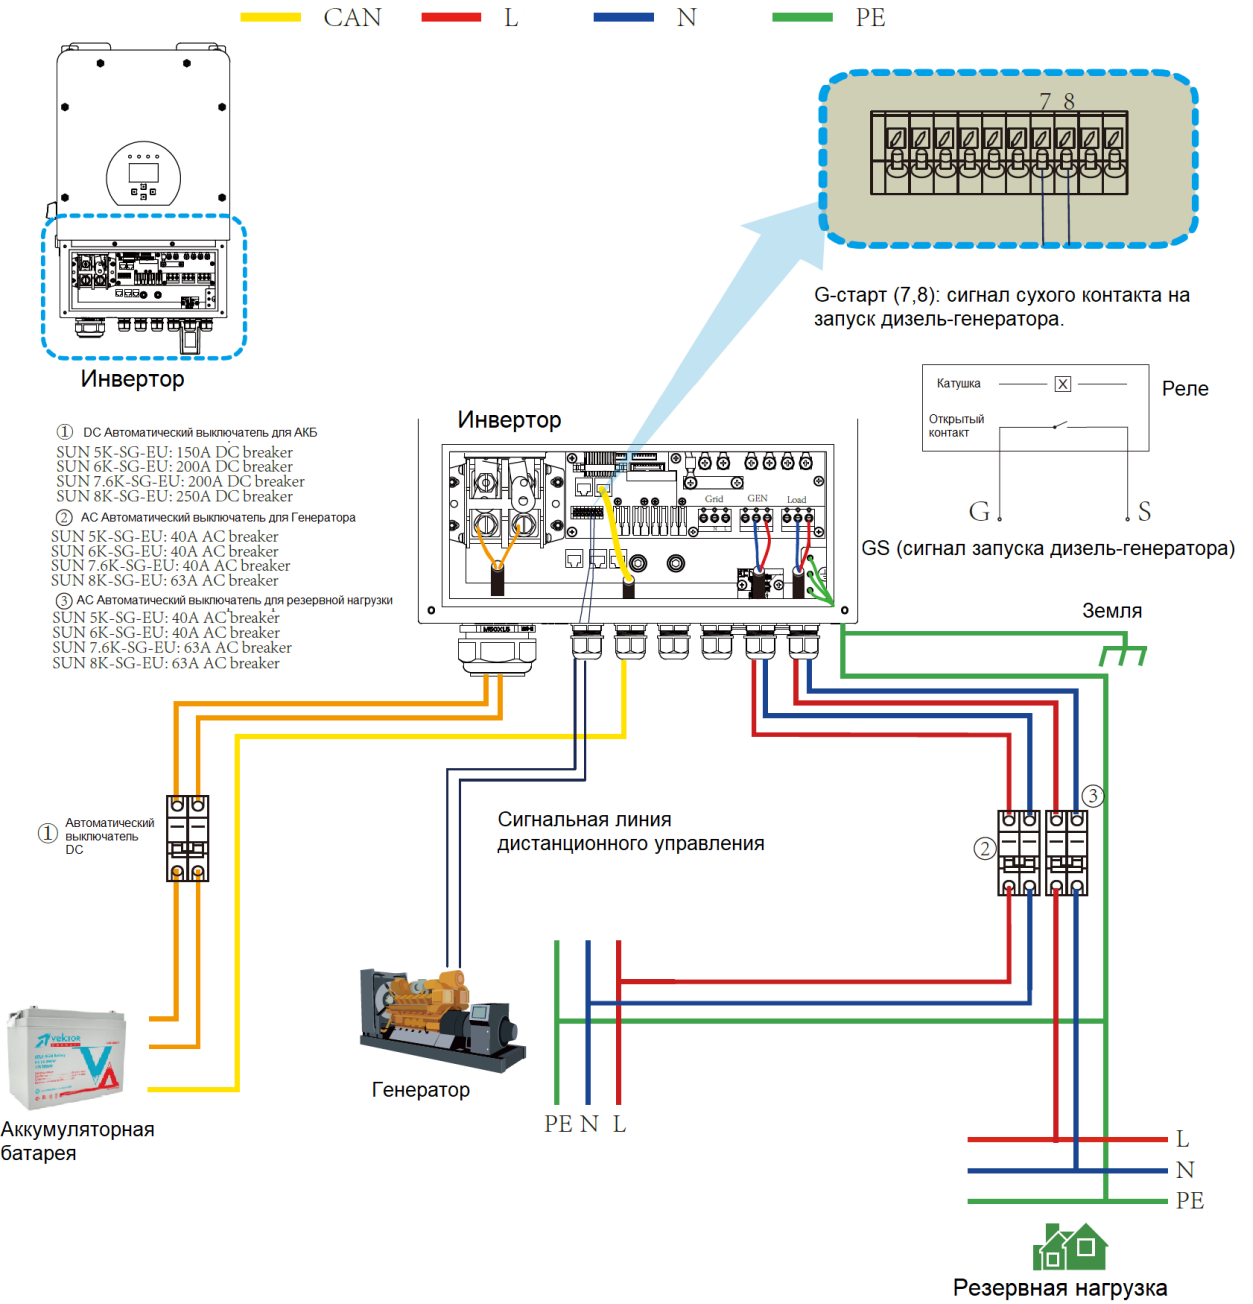 CAN L N PE
7 8
G-старт (7,8): сигнал сухого контакта на
запуск дизель-генератора.
Инвертор
Катушка
X
Реле
Открытый
контакт
G S
GS (сигнал запуска дизель-генератора)
① DC Автоматический выключатель для АКБ
SUN 5K-SG-EU: 150A DC breaker
SUN 6K-SG-EU: 200A DC breaker
SUN 7.6K-SG-EU: 200A DC breaker
SUN 8K-SG-EU: 250A DC breaker
② AC Автоматический выключатель для Генератора
SUN 5K-SG-EU: 40A AC breaker
SUN 6K-SG-EU: 40A AC breaker
SUN 7.6K-SG-EU: 40A AC breaker
SUN 8K-SG-EU: 63A AC breaker
③ AC Автоматический выключатель для резервной нагрузки
SUN 5K-SG-EU: 40A AC breaker
SUN 6K-SG-EU: 40A AC breaker
SUN 7.6K-SG-EU: 63A AC breaker
SUN 8K-SG-EU: 63A AC breaker
Инвертор
Grid GEN Load
Земля
① Автоматический
выключатель
DC
Сигнальная линия
дистанционного управления
②
③
Vektor
Генератор
Аккумуляторная
батарея
PE N L
L
N
PE
Резервная нагрузка